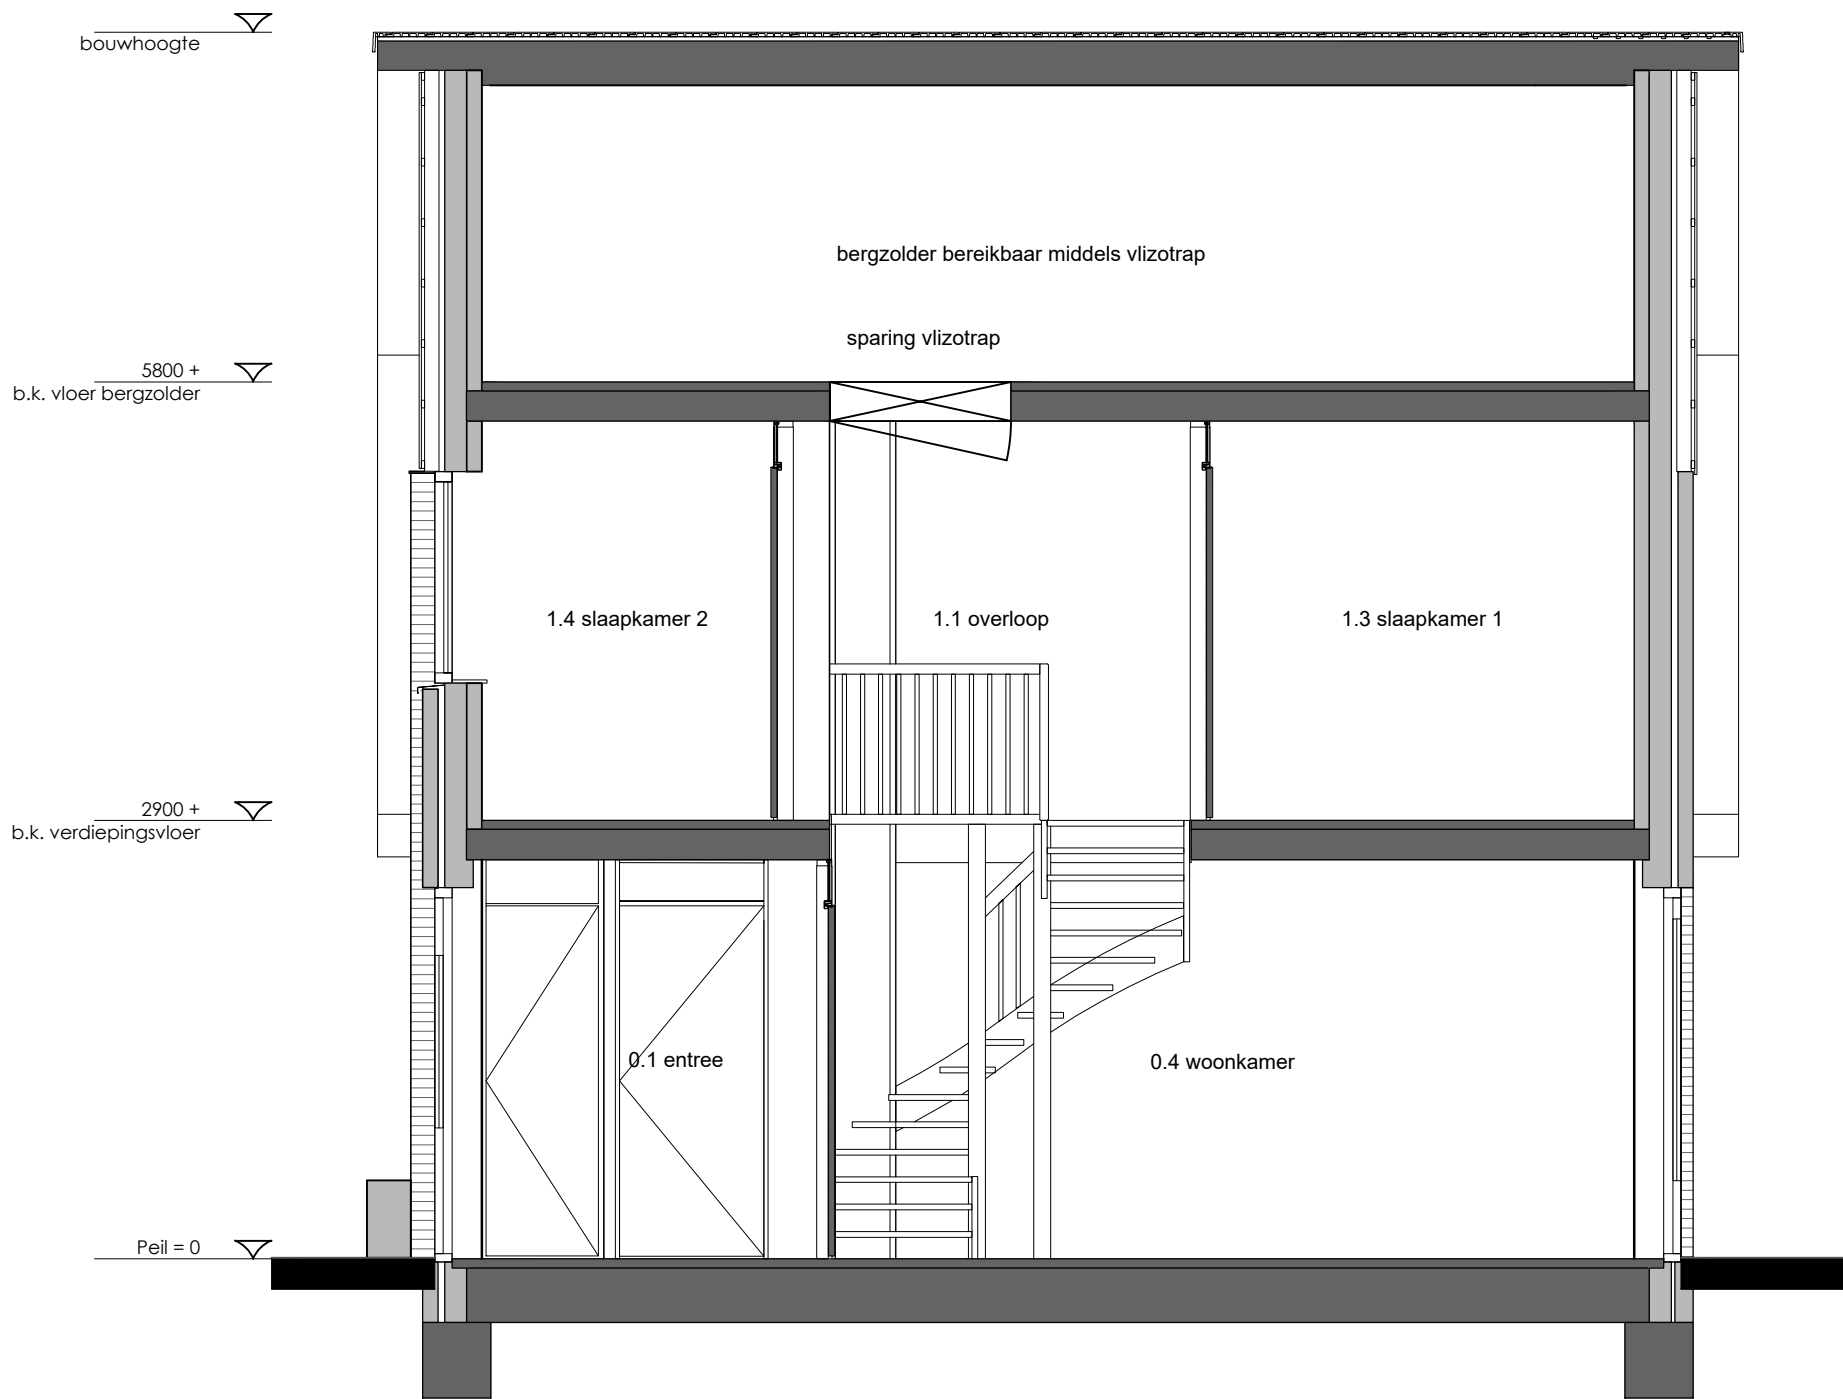 bouwhoogte
bergzolder bereikbaar middels vlizotrap
sparing vlizotrap
5800 +
b.k. vloer bergzolder
1.4 slaapkamer 2
1.1 overloop
1.3 slaapkamer 1
2900 +
b.k. verdiepingsvloer
0.1 entree
0.4 woonkamer
Peil = 0